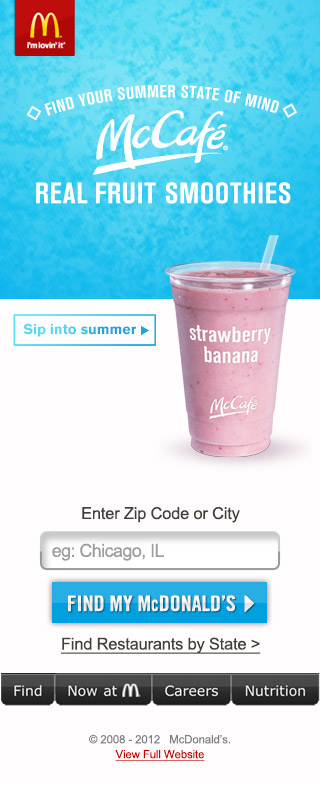 M
i'm lovin' it®
FIND YOUR SUMMER STATE OF MIND
McCafé®
REAL FRUIT SMOOTHIES
Sip into summer
strawberry
banana
McCafé
Enter Zip Code or City
eg: Chicago, IL
FIND MY McDONALD'S
Find Restaurants by State >
Find Now at M Careers Nutrition
© 2008 - 2012 McDonald's.
View Full Website